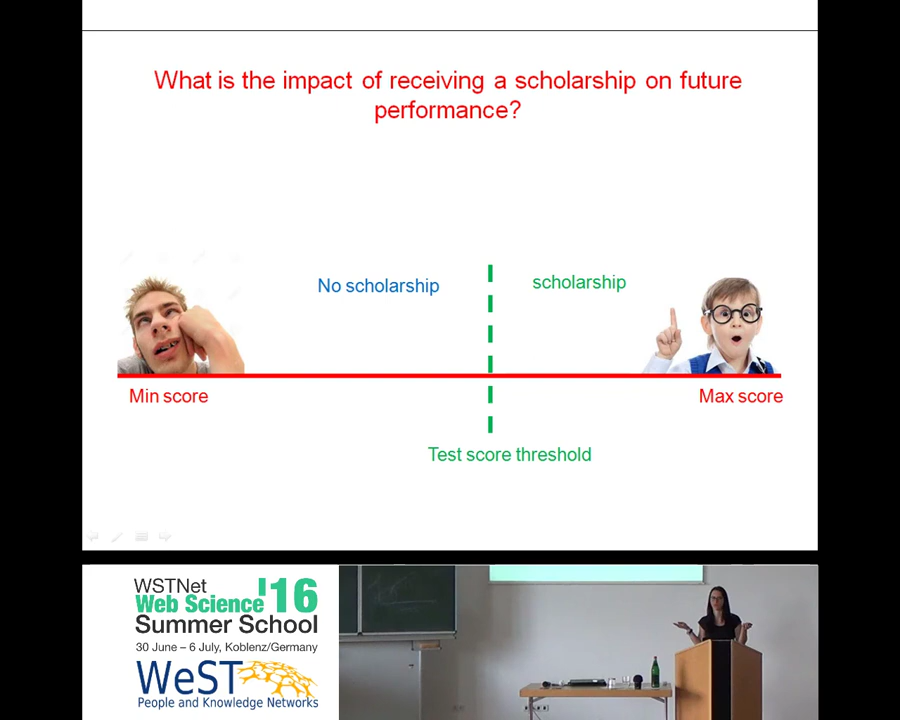 What is the impact of receiving a scholarship on future
performance?
No scholarship
scholarship
Min score
Max score
Test score threshold
WSTNet
Web Science '16
Summer School
30 June – 6 July, Koblenz/Germany
WeST
People and Knowledge Networks